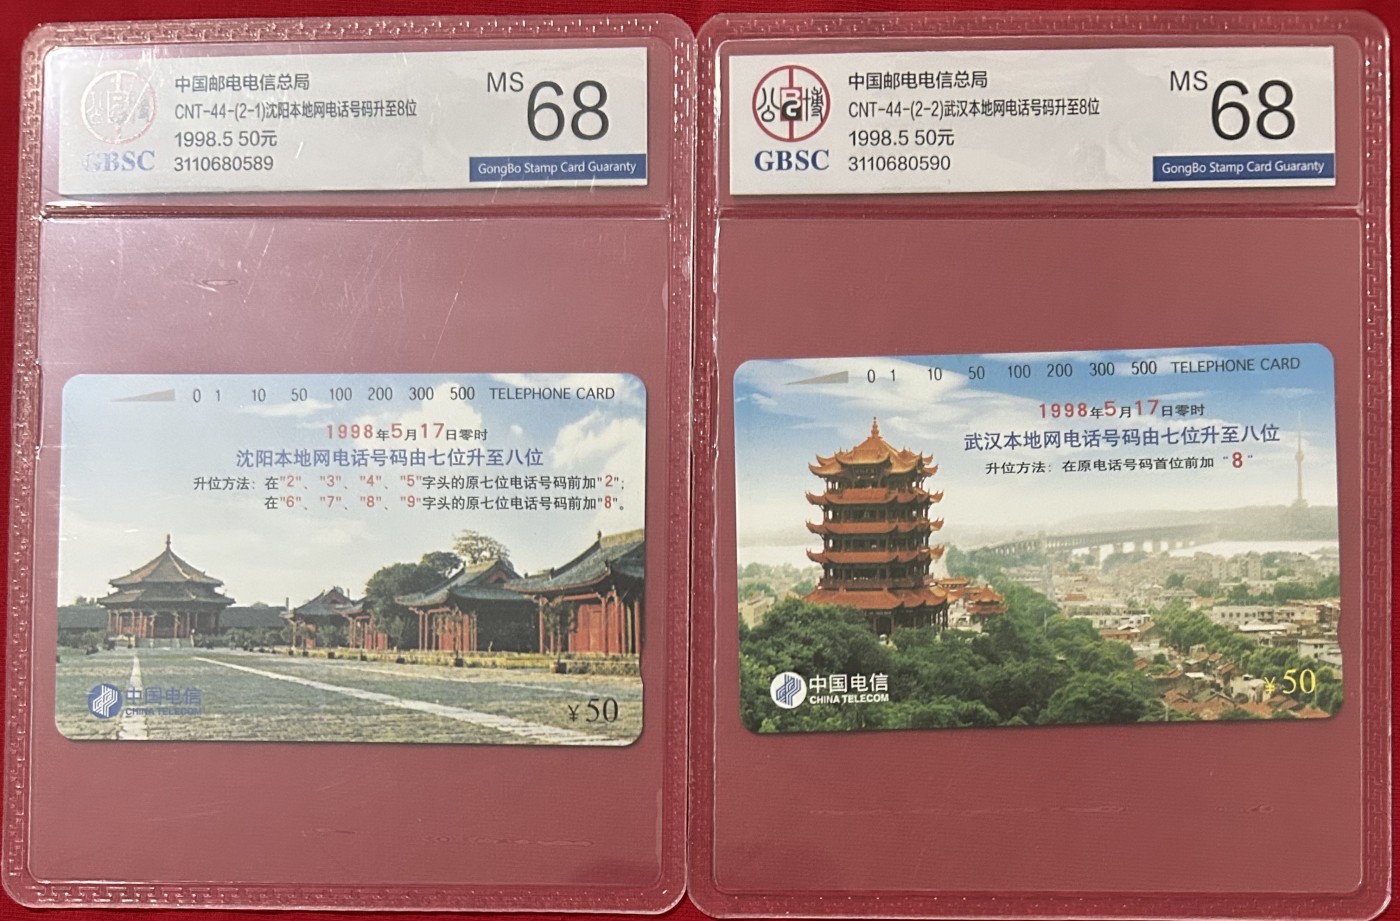 中国邮电电信总局
CNT-44-(2-1)沈阳本地网电话号码升至8位
1998.5 50元
3110680589
GBSC
MS 68
GongBo Stamp Card Guaranty
0 1 10 50 100 200 300 500 TELEPHONE CARD
1998年5月17日零时
沈阳本地网电话号码由七位升至八位
升位方法：在"2"、"3"、"4"、"5"字头的原七位电话号码前加"2"；
在"6"、"7"、"8"、"9"字头的原七位电话号码前加"8"。
中国电信
CHINA TELECOM
¥50
公博
GBSC
中国邮电电信总局
CNT-44-(2-2)武汉本地网电话号码升至8位
1998.5 50元
3110680590
MS 68
GongBo Stamp Card Guaranty
0 1 10 50 100 200 300 500 TELEPHONE CARD
1998年5月17日零时
武汉本地网电话号码由七位升至八位
升位方法：在原电话号码首位前加"8"
中国电信
CHINA TELECOM
¥50